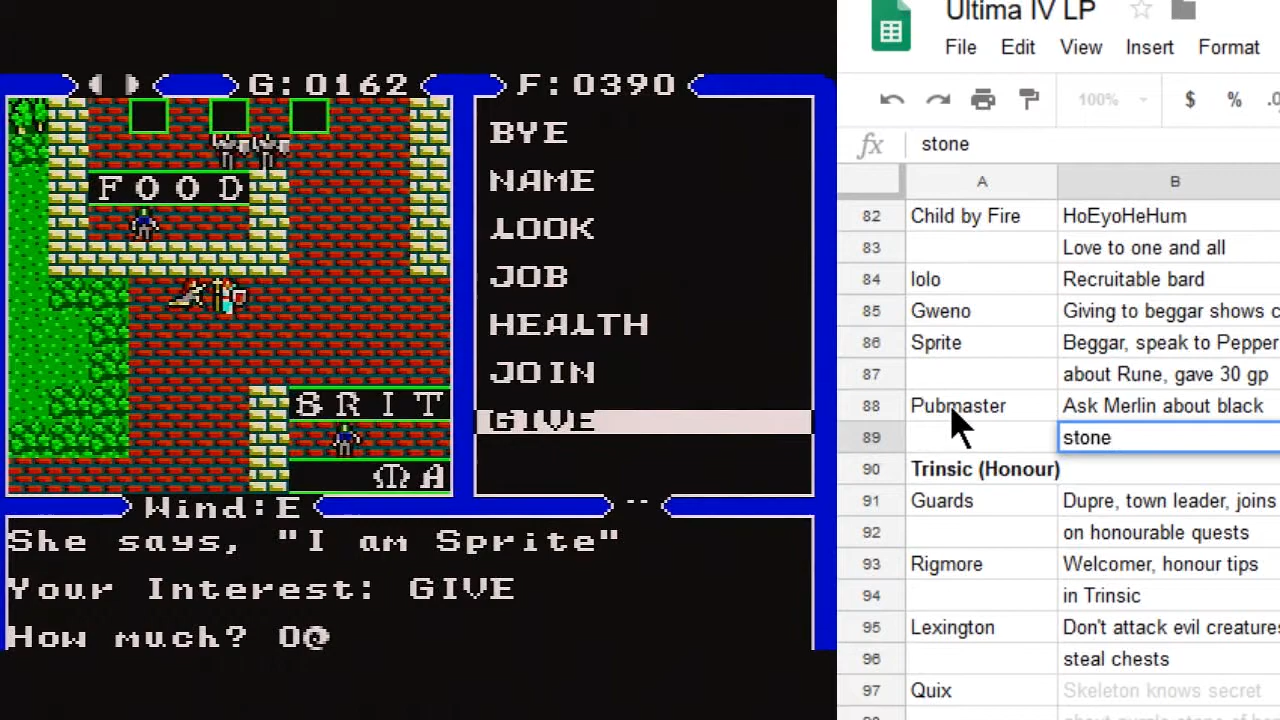 G:0162
F:0390
BYE
NAME
LOOK
JOB
HEALTH
JOIN
GIVE
FOOD
BRIT
MA
Wind:E
--
She says, "I am Sprite"
Your Interest: GIVE
How much? 0@
Ultima IV LP
File Edit View Insert Format
100% $ % .0
fx stone
A B
82 Child by Fire HoEyoHeHum
83 Love to one and all
84 Iolo Recruitable bard
85 Gweno Giving to beggar shows c
86 Sprite Beggar, speak to Pepper
87 about Rune, gave 30 gp
88 Pubmaster Ask Merlin about black
89 stone
90 Trinsic (Honour)
91 Guards Dupre, town leader, joins
92 on honourable quests
93 Rigmore Welcomer, honour tips
94 in Trinsic
95 Lexington Don't attack evil creatures
96 steal chests
97 Quix Skeleton knows secret